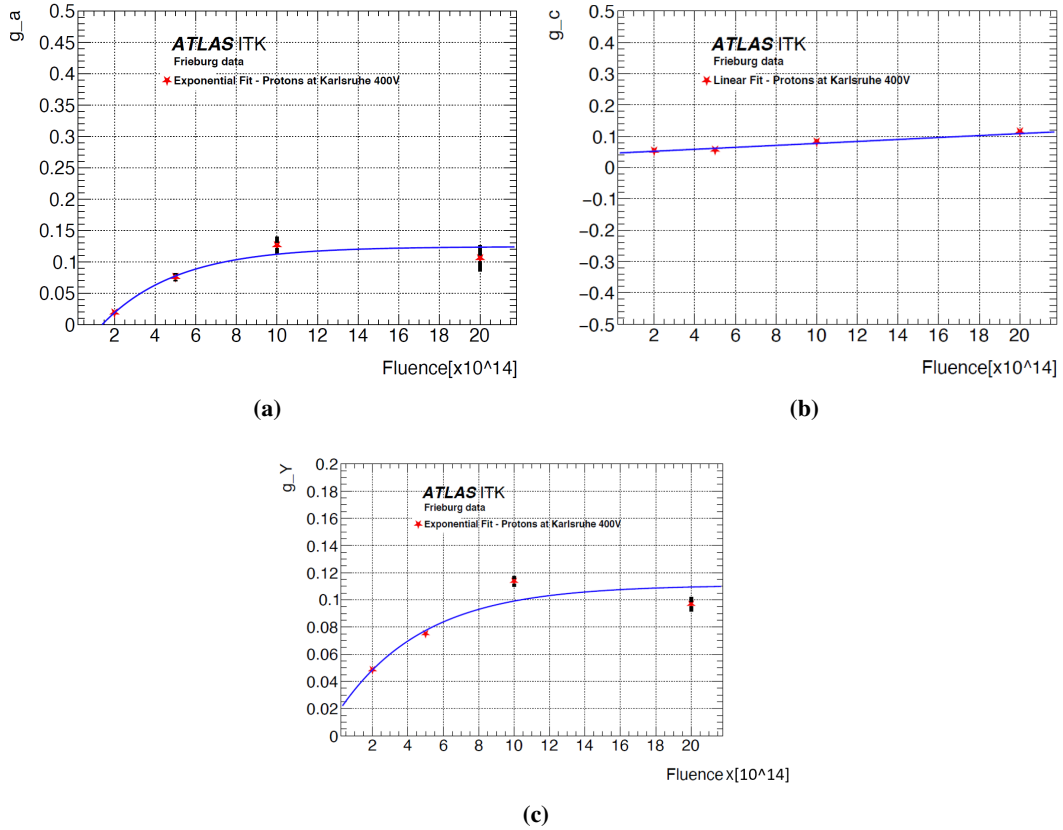 g_a
0.5
0.45
0.4
0.35
0.3
0.25
0.2
0.15
0.1
0.05
0
ATLAS ITK
Frieburg data
Exponential Fit - Protons at Karlsruhe 400V
2 4 6 8 10 12 14 16 18 20
Fluence[x10^14]
(a)
g_c
0.5
0.4
0.3
0.2
0.1
0
−0.1
−0.2
−0.3
−0.4
−0.5
ATLAS ITK
Frieburg data
Linear Fit - Protons at Karlsruhe 400V
2 4 6 8 10 12 14 16 18 20
Fluence[x10^14]
(b)
g_Y
0.2
0.18
0.16
0.14
0.12
0.1
0.08
0.06
0.04
0.02
0
ATLAS ITK
Frieburg data
Exponential Fit - Protons at Karlsruhe 400V
2 4 6 8 10 12 14 16 18 20
Fluence x[10^14]
(c)